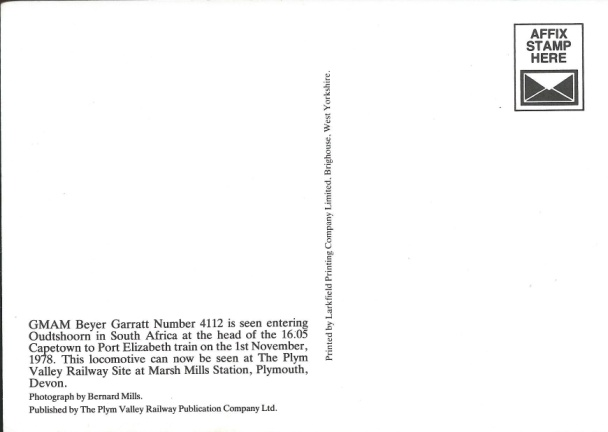 AFFIX
STAMP
HERE
Printed by Larkfield Printing Company Limited, Brighouse, West Yorkshire.
GMAM Beyer Garratt Number 4112 is seen entering
Oudtshoorn in South Africa at the head of the 16.05
Capetown to Port Elizabeth train on the 1st November,
1978. This locomotive can now be seen at The Plym
Valley Railway Site at Marsh Mills Station, Plymouth,
Devon.
Photograph by Bernard Mills.
Published by The Plym Valley Railway Publication Company Ltd.